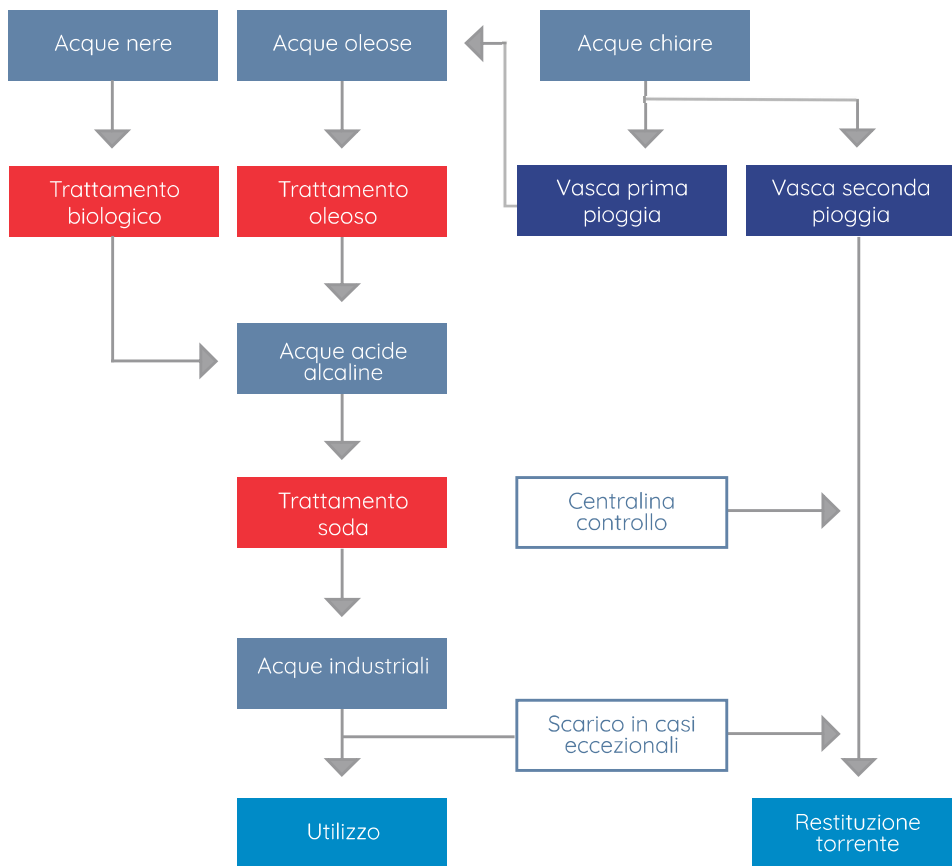 Acque nere
Acque oleose
Acque chiare
Trattamento
biologico
Trattamento
oleoso
Vasca prima
pioggia
Vasca seconda
pioggia
Acque acide
alcaline
Trattamento
soda
Centralina
controllo
Acque industriali
Scarico in casi
eccezionali
Utilizzo
Restituzione
torrente